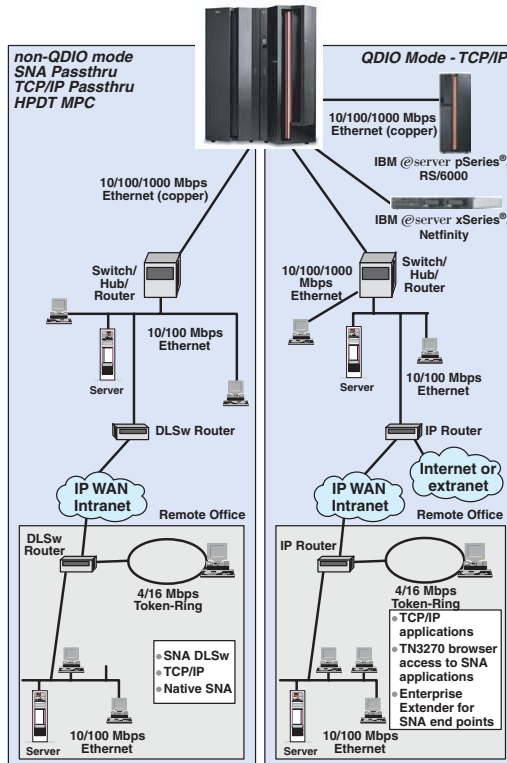 non-QDIO mode
SNA Passthru
TCP/IP Passthru
HPDT MPC
10/100/1000 Mbps
Ethernet (copper)
Switch/
Hub/
Router
10/100 Mbps
Ethernet
Server
DLSw Router
IP WAN
Intranet
Remote Office
DLSw
Router
4/16 Mbps
Token-Ring
SNA DLSw
TCP/IP
Native SNA
Server
10/100 Mbps
Ethernet
QDIO Mode - TCP/IP
10/100/1000 Mbps
Ethernet (copper)
IBM @server pSeries®,
RS/6000
IBM @server xSeries®,
Netfinity
10/100/1000
Mbps
Ethernet
Switch/
Hub/
Router
Server
10/100 Mbps
Ethernet
IP Router
Internet or
extranet
IP WAN
Intranet
Remote Office
IP Router
4/16 Mbps
Token-Ring
TCP/IP
applications
TN3270 browser
access to SNA
applications
Enterprise
Extender for
SNA end points
Server
10/100 Mbps
Ethernet